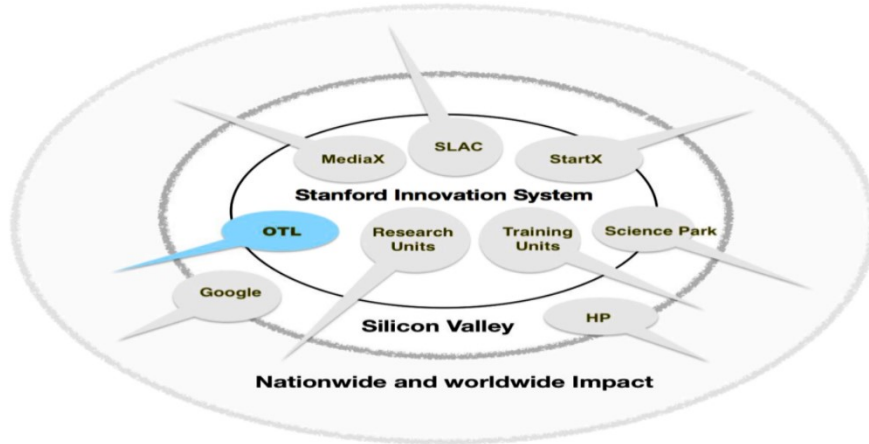 SLAC
MediaX
StartX
Stanford Innovation System
OTL
Research
Units
Training
Units
Science Park
Google
HP
Silicon Valley
Nationwide and worldwide Impact